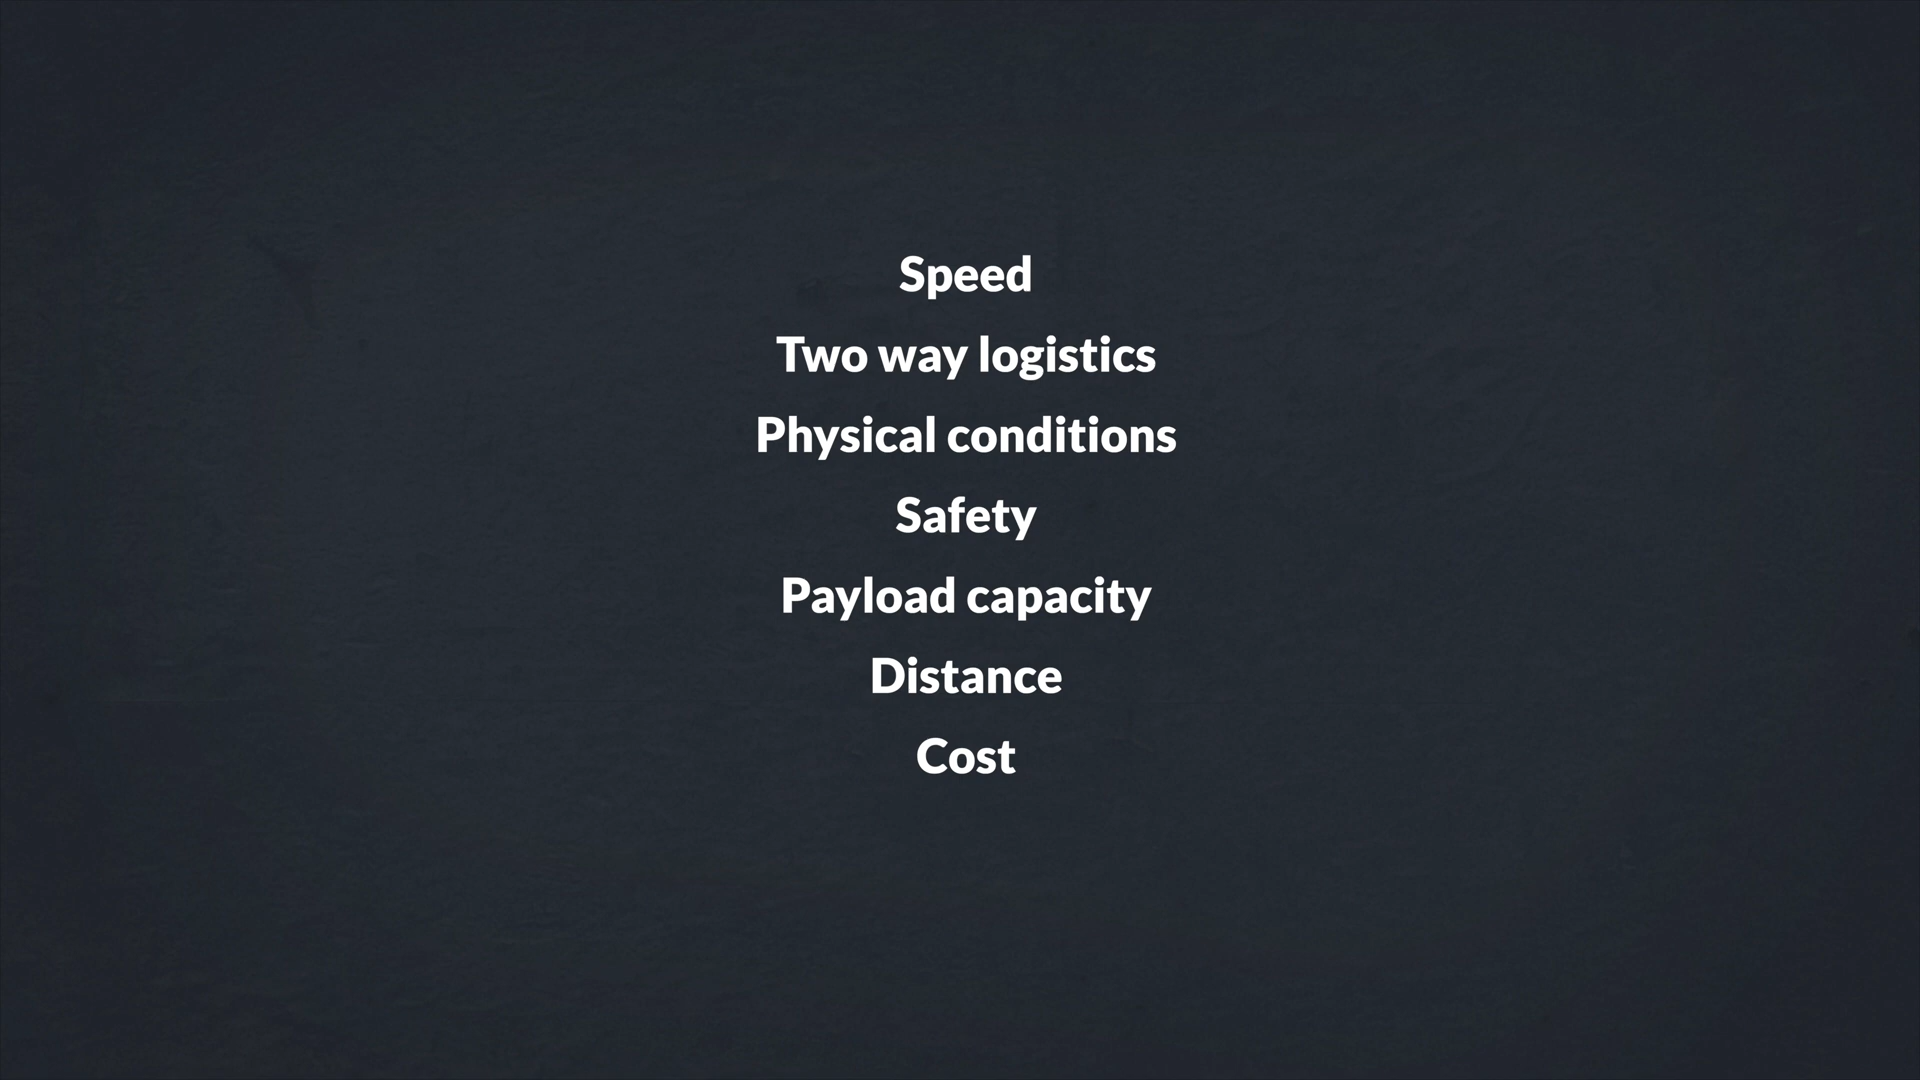 Speed
Two way logistics
Physical conditions
Safety
Payload capacity
Distance
Cost